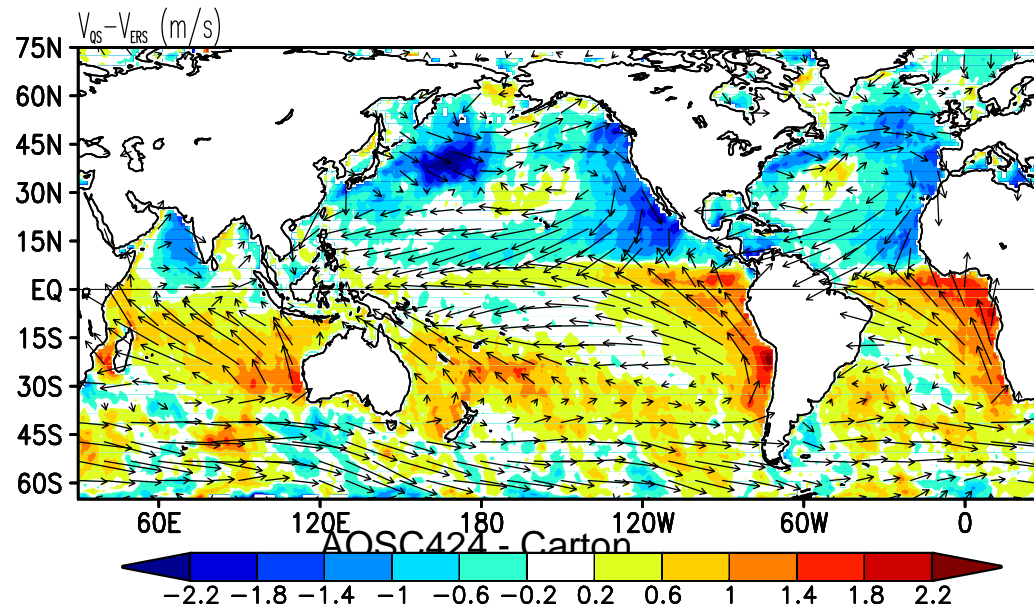 VQS−VERS (m/s)
75N
60N
45N
30N
15N
EQ
15S
30S
45S
60S
60E 120E 180 120W 60W 0
AOSC424 - Carton
−2.2 −1.8 −1.4 −1 −0.6 −0.2 0.2 0.6 1 1.4 1.8 2.2